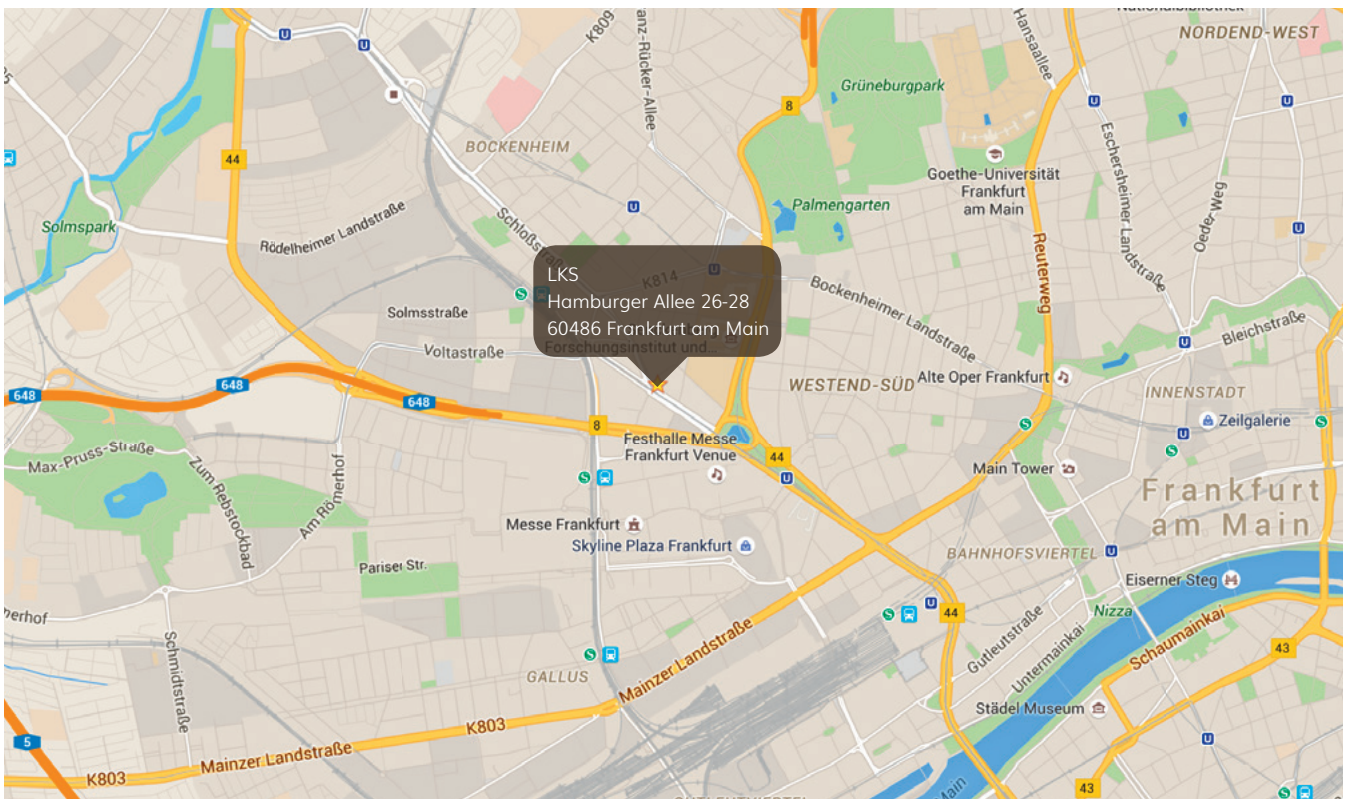 Nationalbibliothek
NORDEND-WEST
K809
Hansaallee
Grüneburgpark
8
BOCKENHEIM
44
Goethe-Universität
Frankfurt
am Main
Eschersheimer Landstraße
Oeder Weg
Palmengarten
Solmspark
Rödelheimer Landstraße
Reuterweg
LKS
Hamburger Allee 26-28
60486 Frankfurt am Main
K814
Forschungsinstitut und...
Bockenheimer Landstraße
Solmsstraße
Voltastraße
Bleichstraße
WESTEND-SÜD
Alte Oper Frankfurt
INNENSTADT
648
648
648
8
Zeilgalerie
Festhalle Messe
Frankfurt Venue
44
Max-Pruss-Straße
Zum Rebstockbad
Am Römerhof
Main Tower
Frankfurt
am Main
Messe Frankfurt
Skyline Plaza Frankfurt
BAHNHOFSVIERTEL
Pariser Str.
Eiserner Steg
44
Nizza
Gutleutstraße
Untermainkai
Schaumainkai
43
Schmidtstraße
Mainzer Landstraße
GALLUS
Städel Museum
K803
5
Mainzer Landstraße
K803
Main
43